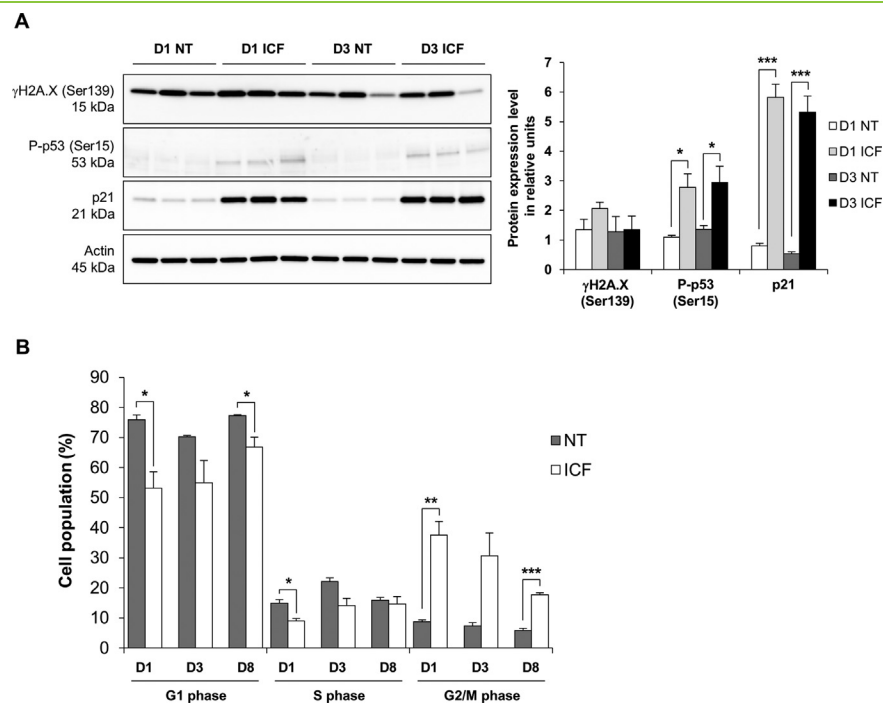 A
D1 NT D1 ICF D3 NT D3 ICF
γH2A.X (Ser139)
15 kDa
P-p53 (Ser15)
53 kDa
p21
21 kDa
Actin
45 kDa
Protein expression level
in relative units
7
6
5
4
3
2
1
0
*** ***
* *
D1 NT
D1 ICF
D3 NT
D3 ICF
γH2A.X P-p53 p21
(Ser139) (Ser15)
B
Cell population (%)
90
80
70
60
50
40
30
20
10
0
* * * ** ***
NT
ICF
D1 D3 D8 D1 D3 D8 D1 D3 D8
G1 phase S phase G2/M phase